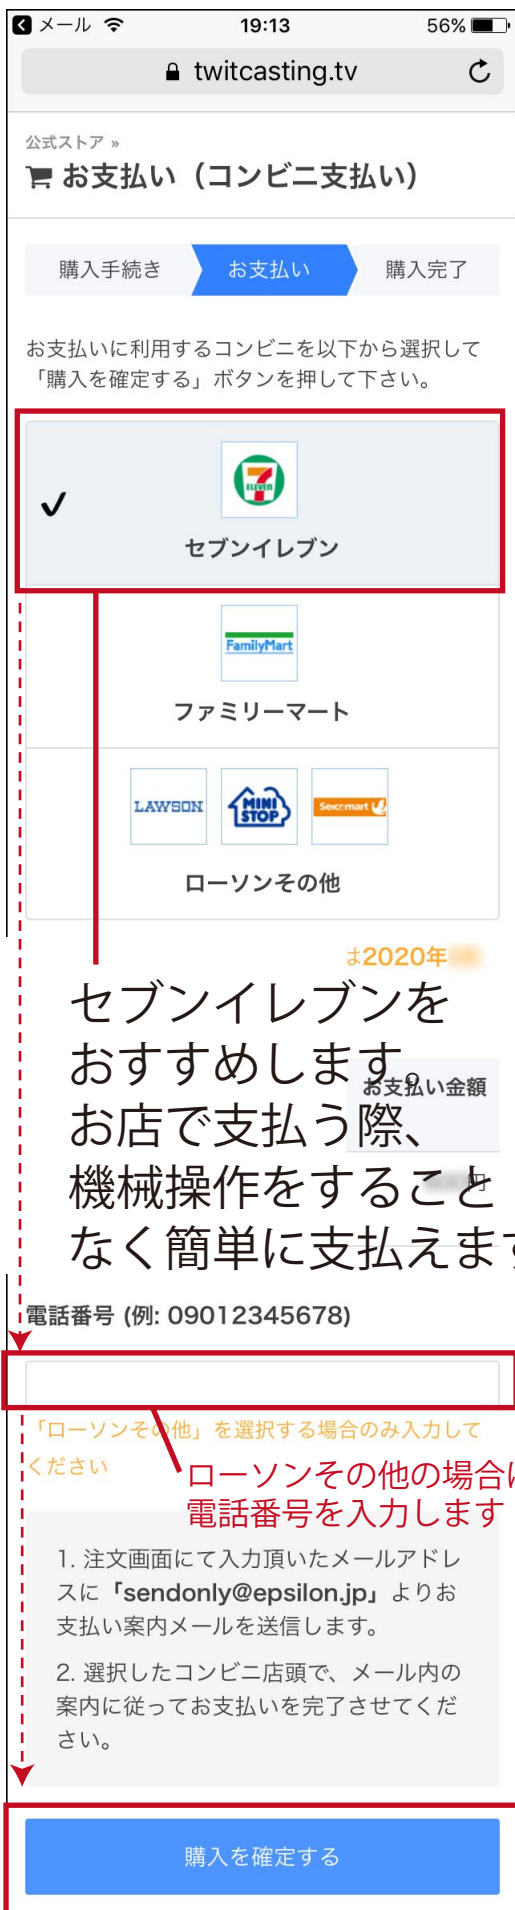 メール
19:13
56%
twitcasting.tv
公式ストア »
お支払い（コンビニ支払い）
購入手続き
お支払い
購入完了
お支払いに利用するコンビニを以下から選択して
「購入を確定する」ボタンを押して下さい。
7
ELEVEN
セブンイレブン
FamilyMart
ファミリーマート
LAWSON
MINI
STOP
Seicomart
ローソンその他
は2020年
セブンイレブンを
おすすめします。
お支払い金額
お店で支払う際、
機械操作をすること
円
なく簡単に支払えます
電話番号 (例: 09012345678)
「ローソンその他」を選択する場合のみ入力して
ください
ローソンその他の場合は
電話番号を入力します
1. 注文画面にて入力頂いたメールアドレ
スに「sendonly@epsilon.jp」よりお
支払い案内メールを送信します。
2. 選択したコンビニ店頭で、メール内の
案内に従ってお支払いを完了させてくだ
さい。
購入を確定する